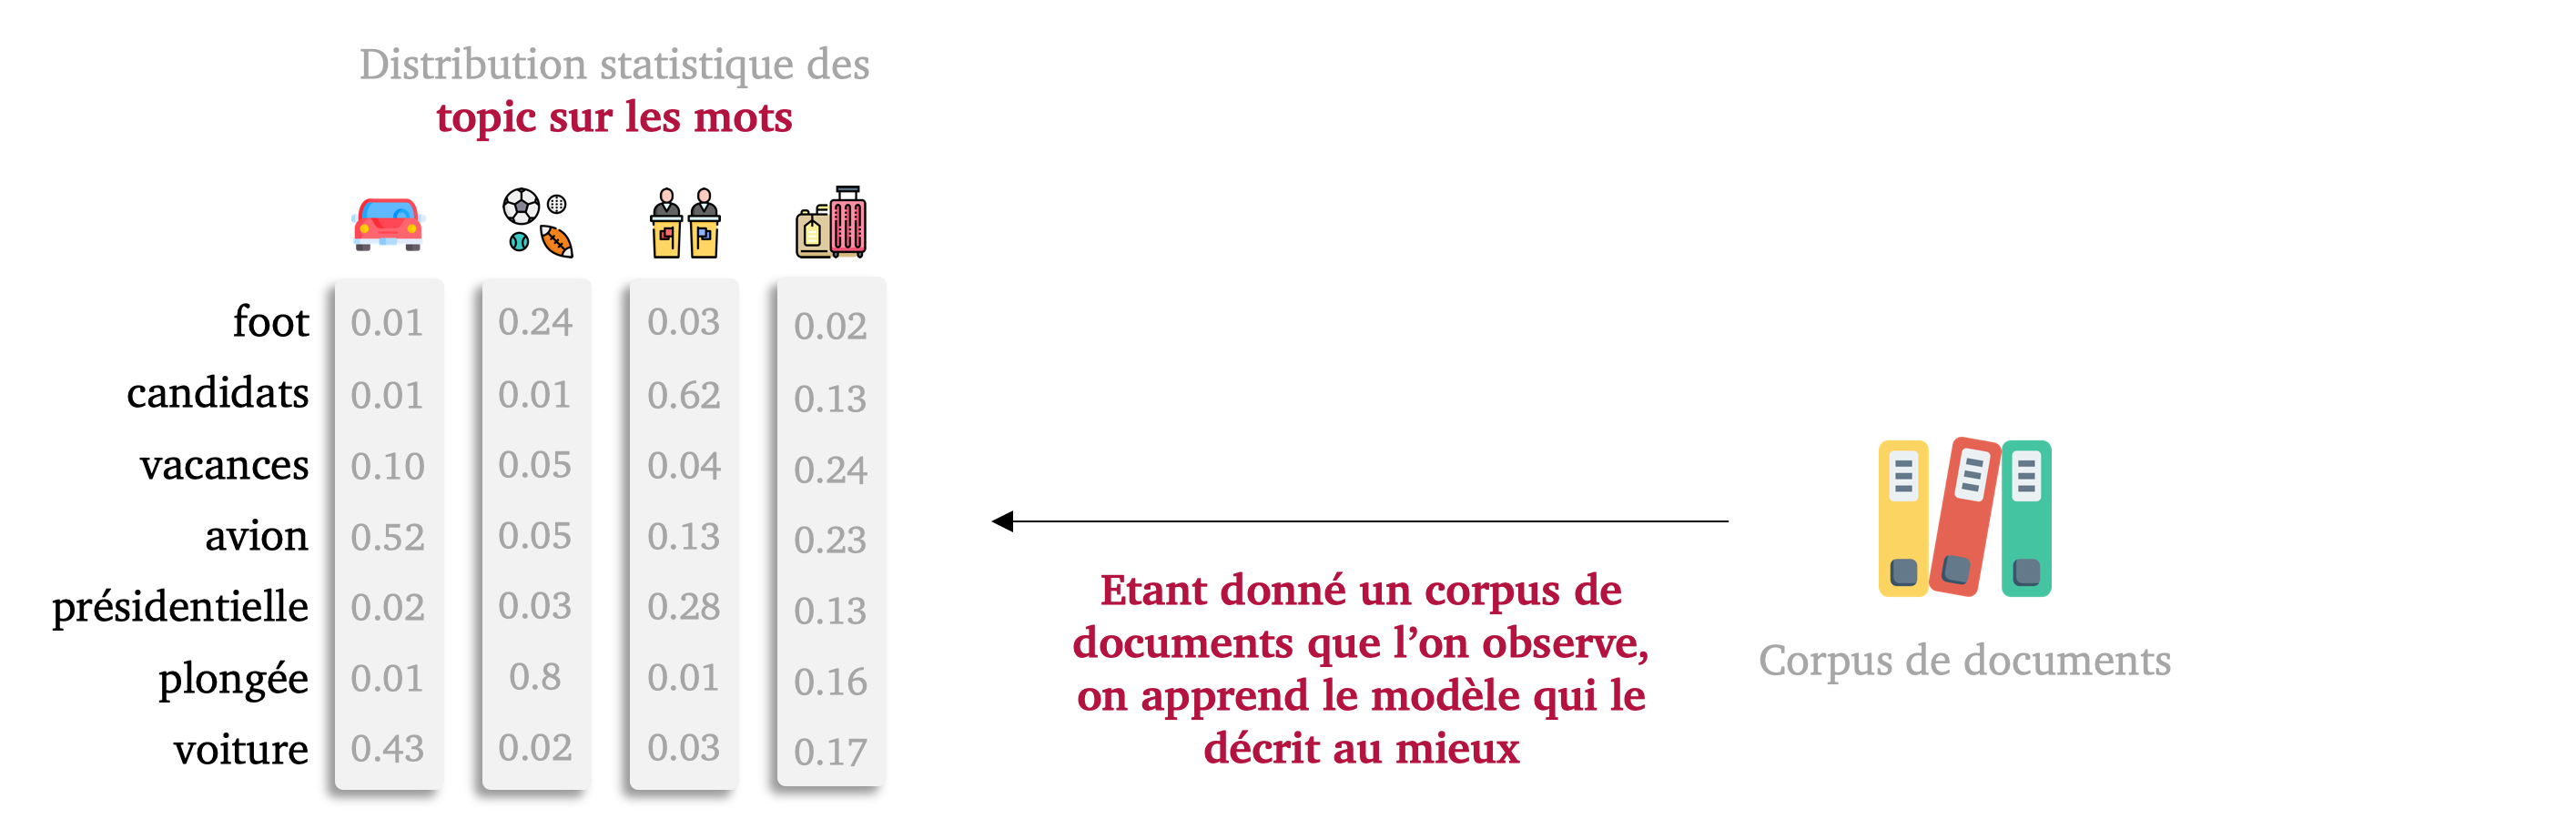 Distribution statistique des
topic sur les mots
foot 0.01 0.24 0.03 0.02
candidats 0.01 0.01 0.62 0.13
vacances 0.10 0.05 0.04 0.24
avion 0.52 0.05 0.13 0.23
présidentielle 0.02 0.03 0.28 0.13
plongée 0.01 0.8 0.01 0.16
voiture 0.43 0.02 0.03 0.17
Etant donné un corpus de
documents que l’on observe,
on apprend le modèle qui le
décrit au mieux
Corpus de documents